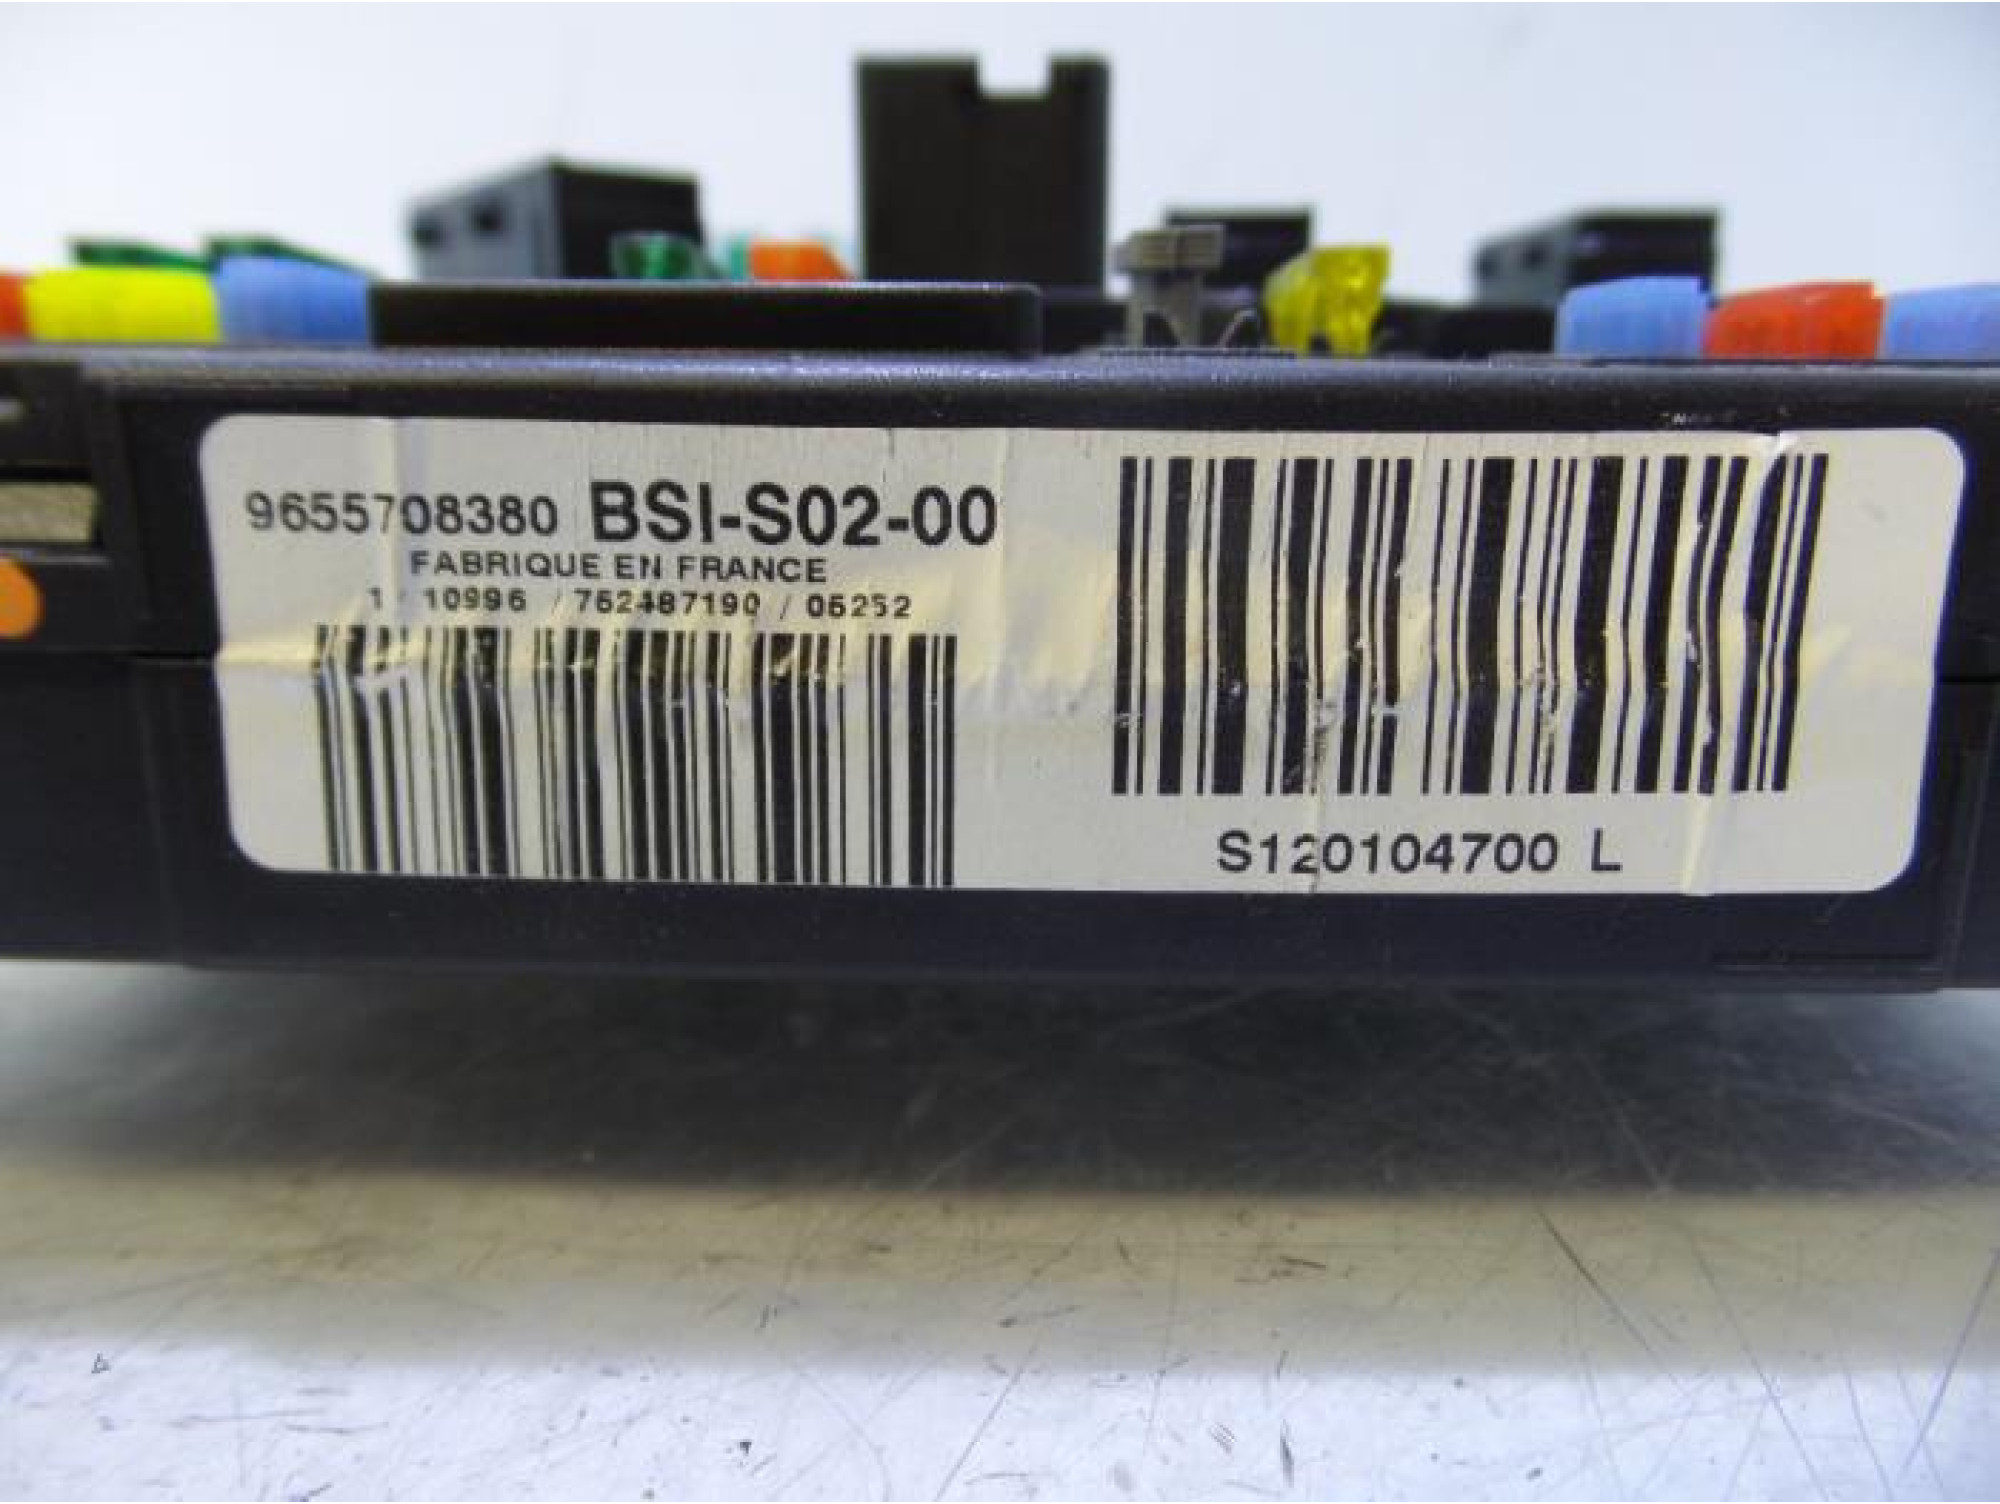 9655708380 BSI-S02-00
FABRIQUE EN FRANCE
1 / 10996 / 762487190 / 05252
S120104700 L